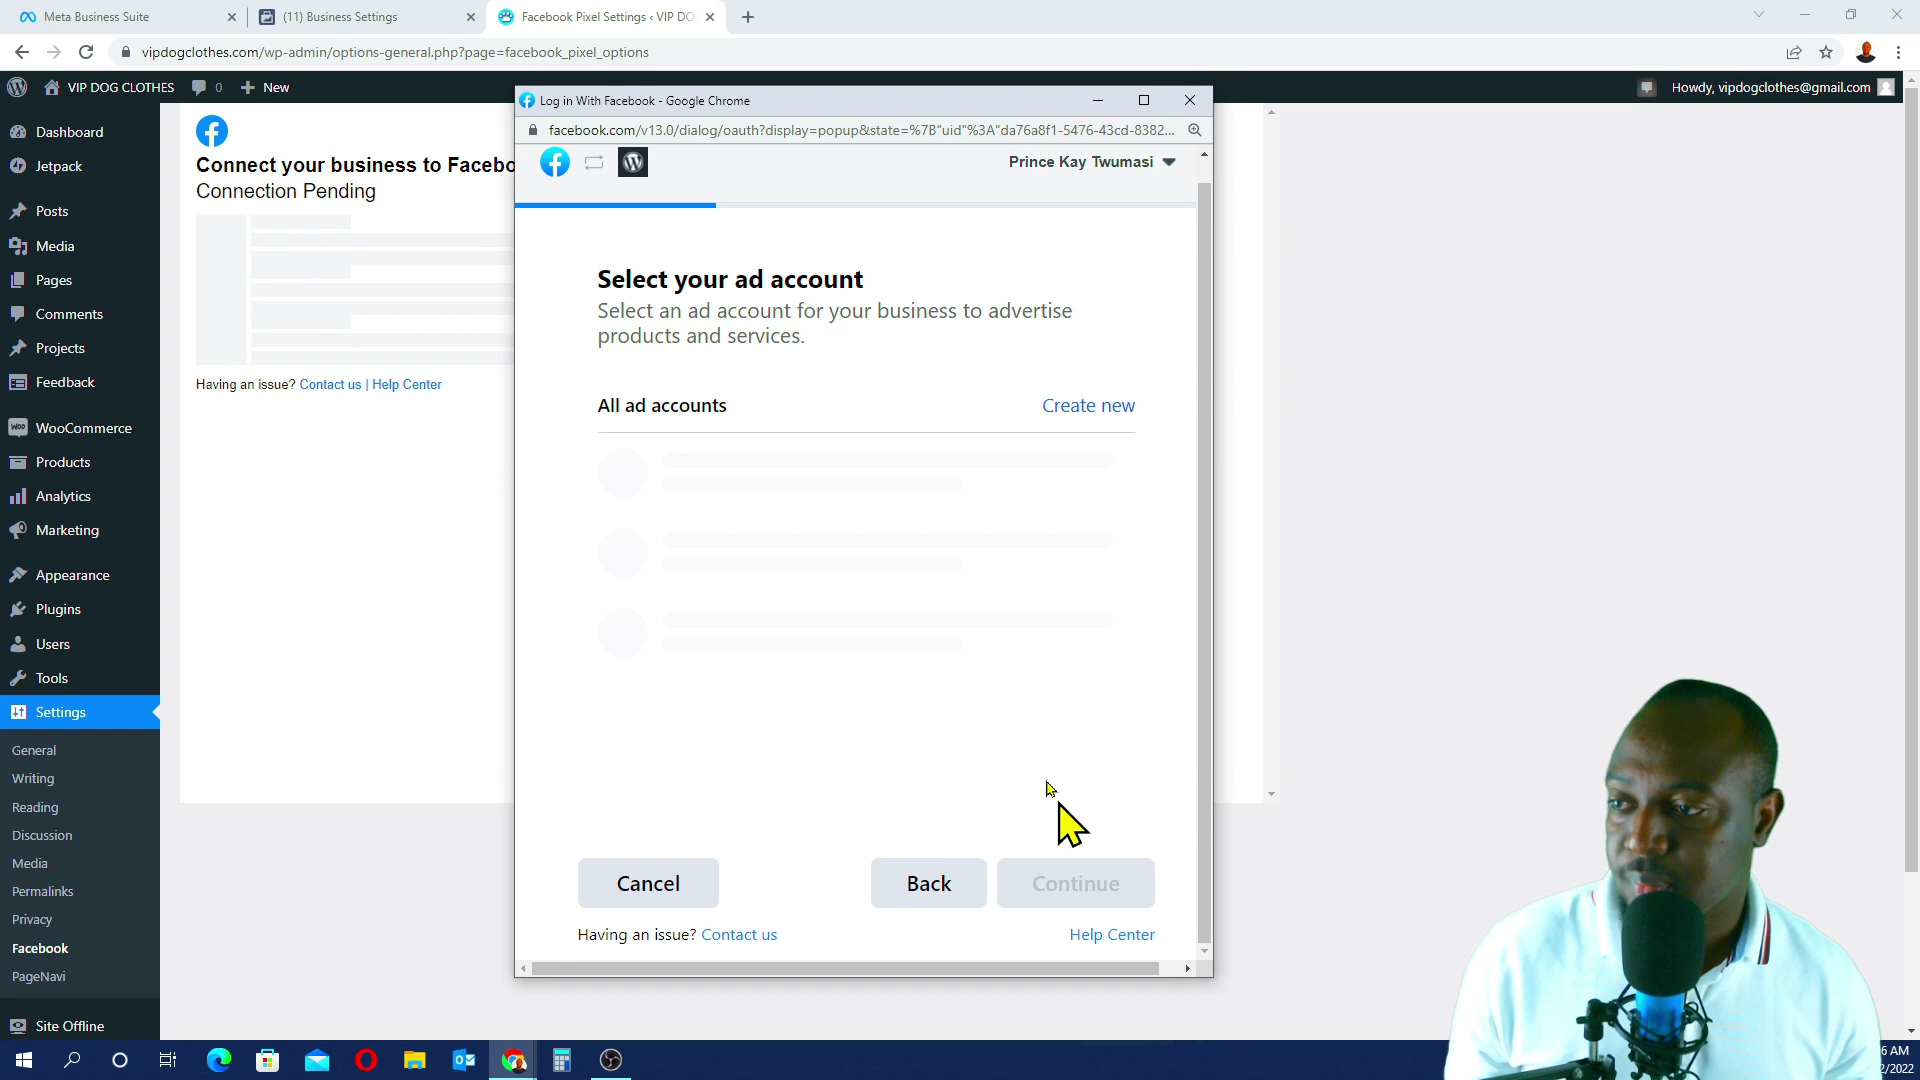 Meta Business Suite
(11) Business Settings
Facebook Pixel Settings ‹ VIP DO
vipdogclothes.com/wp-admin/options-general.php?page=facebook_pixel_options
VIP DOG CLOTHES
0
New
Howdy, vipdogclothes@gmail.com
Dashboard
Jetpack
Posts
Media
Pages
Comments
Projects
Feedback
WooCommerce
Products
Analytics
Marketing
Appearance
Plugins
Users
Tools
Settings
General
Writing
Reading
Discussion
Media
Permalinks
Privacy
Facebook
PageNavi
Site Offline
Connect your business to Facebo
Connection Pending
Having an issue? Contact us | Help Center
Log in With Facebook - Google Chrome
facebook.com/v13.0/dialog/oauth?display=popup&state=%7B"uid"%3A"da76a8f1-5476-43cd-8382...
Prince Kay Twumasi
Select your ad account
Select an ad account for your business to advertise
products and services.
All ad accounts
Create new
Cancel
Back
Continue
Having an issue? Contact us
Help Center
6 AM
2/2022